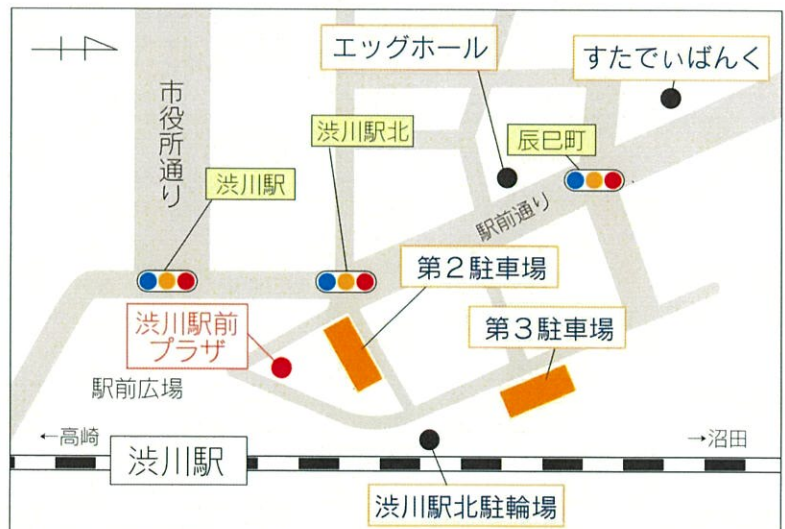 エッグホール
すたでぃばんく
市役所通り
渋川駅北
辰巳町
渋川駅
駅前通り
第２駐車場
渋川駅前
プラザ
第３駐車場
駅前広場
←高崎
→沼田
渋川駅
渋川駅北駐輪場